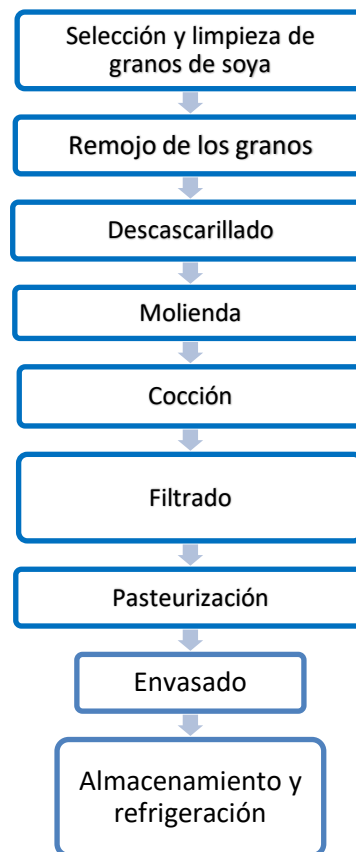 Selección y limpieza de
granos de soya
Remojo de los granos
Descascarillado
Molienda
Cocción
Filtrado
Pasteurización
Envasado
Almacenamiento y
refrigeración